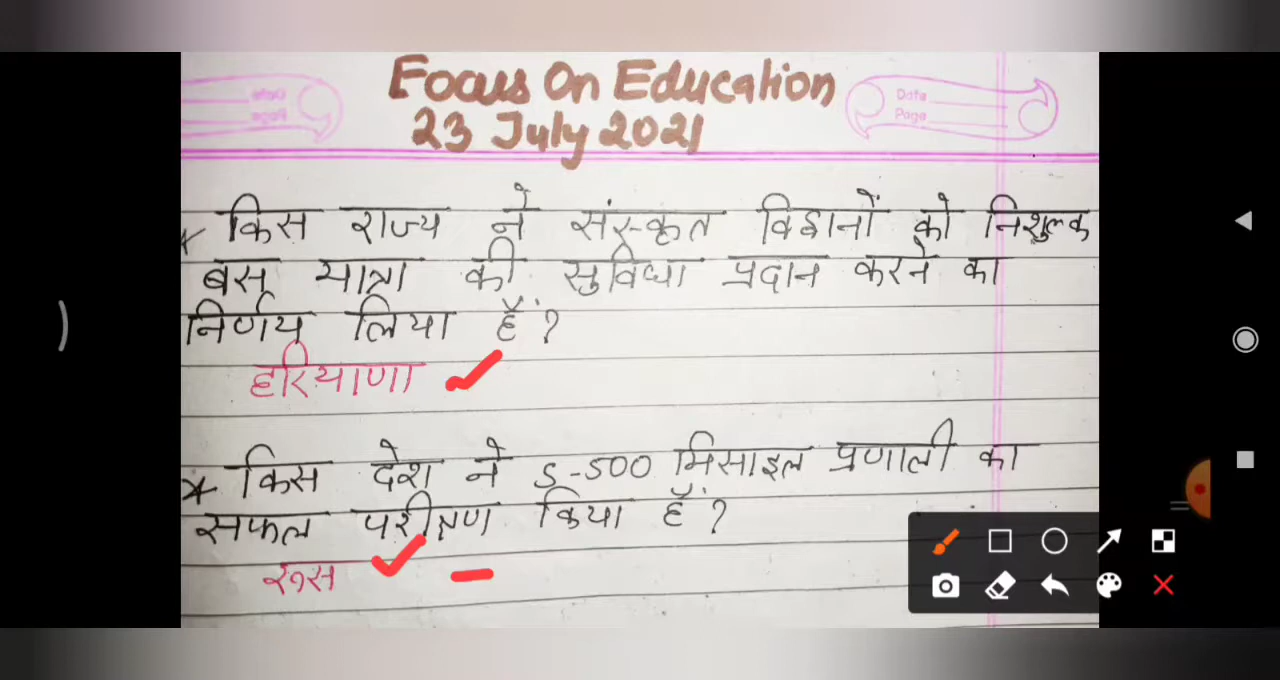 Focus On Education
23 July 2021
Date
Page
* किस राज्य ने संस्कृत विद्वानों को निशुल्क
बस यात्रा की सुविधा प्रदान करने का
निर्णय लिया हैं?
हरियाणा
* किस देश ने S-500 मिसाइल प्रणाली का
सफल परीक्षण किया हैं?
रूस